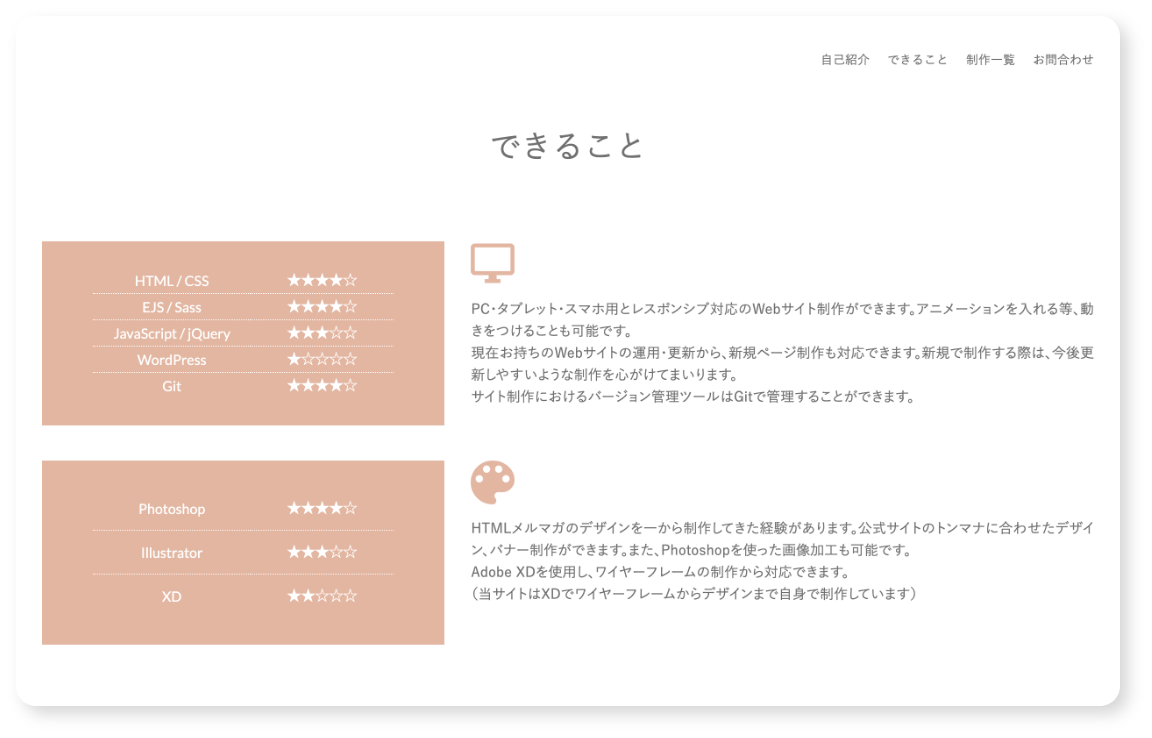 自己紹介 できること 制作一覧 お問合わせ
できること
HTML / CSS ★★★★☆
EJS / Sass ★★★★☆
JavaScript / jQuery ★★★☆☆
WordPress ★☆☆☆☆
Git ★★★★☆
PC・タブレット・スマホ用とレスポンシブ対応のWebサイト制作ができます。アニメーションを入れる等、動
きをつけることも可能です。
現在お持ちのWebサイトの運用・更新から、新規ページ制作も対応できます。新規で制作する際は、今後更
新しやすいような制作を心がけてまいります。
サイト制作におけるバージョン管理ツールはGitで管理することができます。
Photoshop ★★★★☆
Illustrator ★★★☆☆
XD ★★☆☆☆
HTMLメルマガのデザインを一から制作してきた経験があります。公式サイトのトンマナに合わせたデザイ
ン、バナー制作ができます。また、Photoshopを使った画像加工も可能です。
Adobe XDを使用し、ワイヤーフレームの制作から対応できます。
（当サイトはXDでワイヤーフレームからデザインまで自身で制作しています）